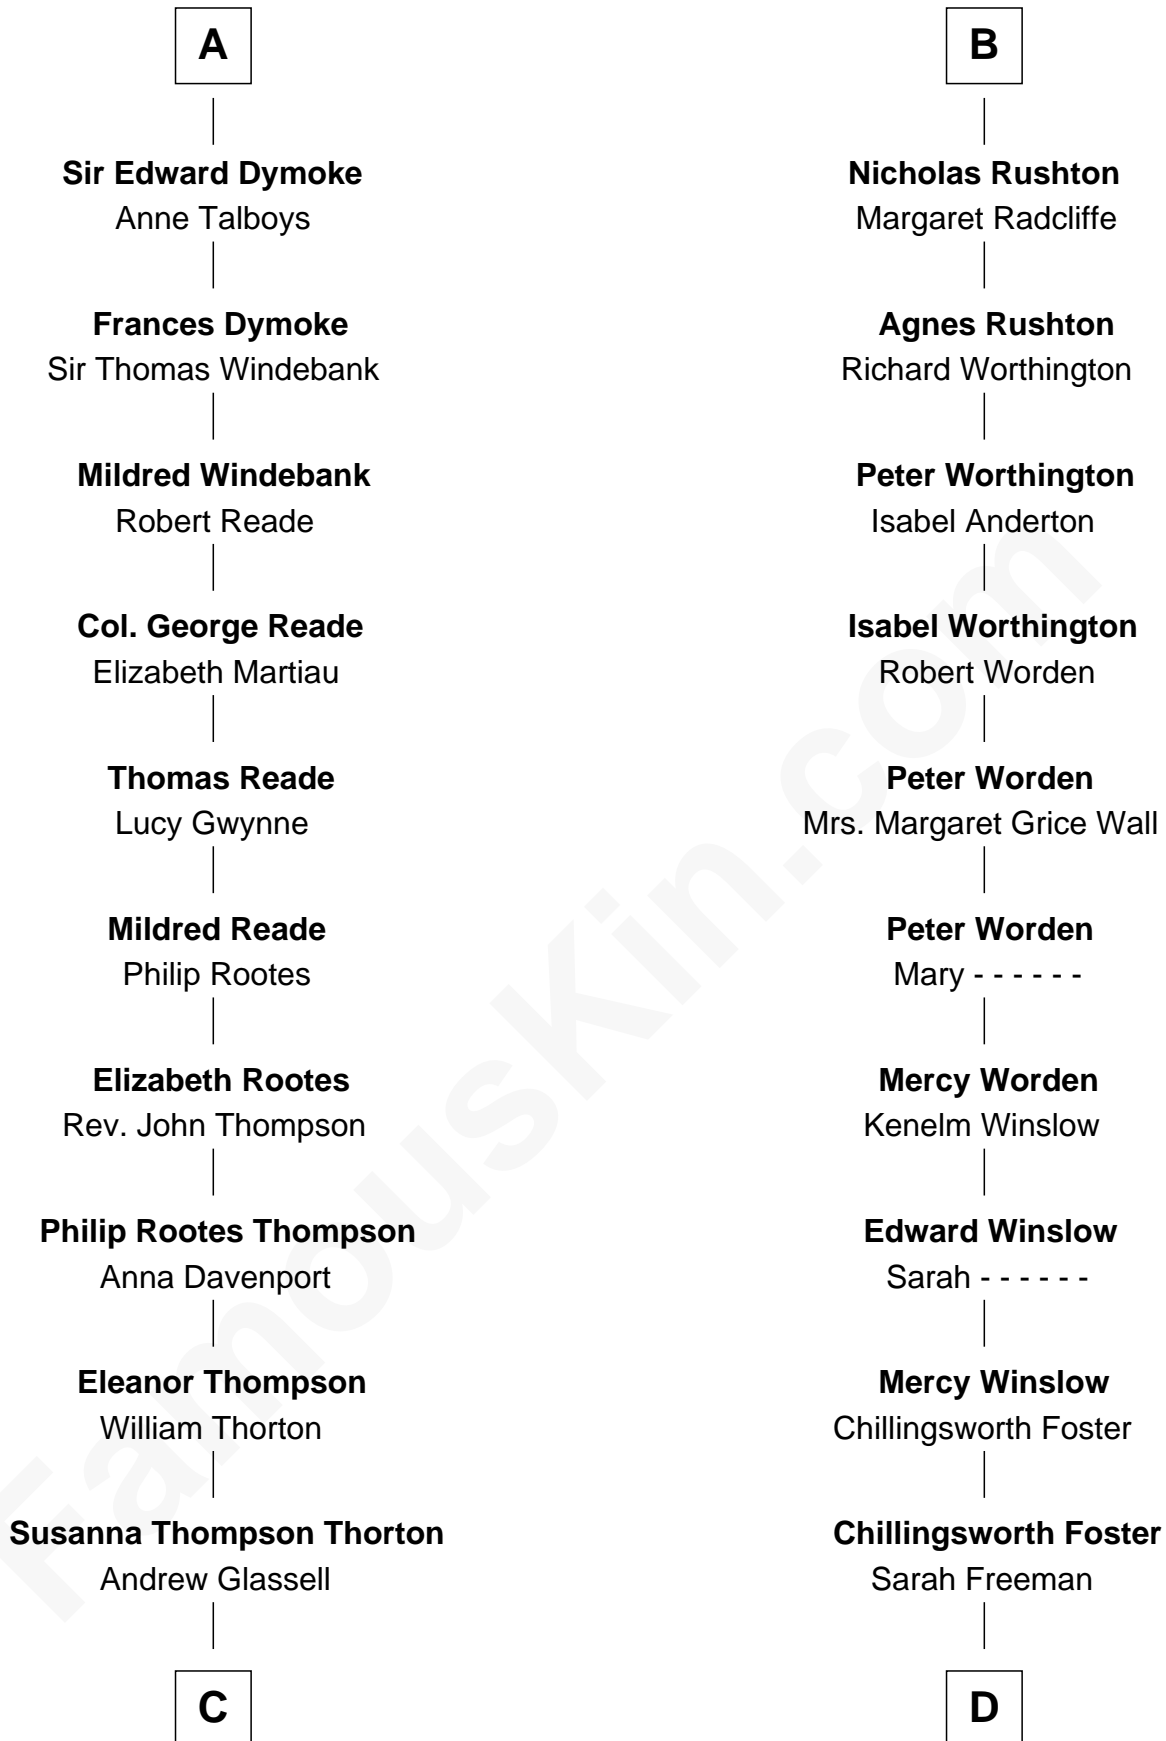 A
Sir Edward Dymoke
Anne Talboys
Frances Dymoke
Sir Thomas Windebank
Mildred Windebank
Robert Reade
Col. George Reade
Elizabeth Martiau
Thomas Reade
Lucy Gwynne
Mildred Reade
Philip Rootes
Elizabeth Rootes
Rev. John Thompson
Philip Rootes Thompson
Anna Davenport
Eleanor Thompson
William Thorton
Susanna Thompson Thorton
Andrew Glassell
C
B
Nicholas Rushton
Margaret Radcliffe
Agnes Rushton
Richard Worthington
Peter Worthington
Isabel Anderton
Isabel Worthington
Robert Worden
Peter Worden
Mrs. Margaret Grice Wall
Peter Worden
Mary - - - - - -
Mercy Worden
Kenelm Winslow
Edward Winslow
Sarah - - - - - -
Mercy Winslow
Chillingsworth Foster
Chillingsworth Foster
Sarah Freeman
D
FamousKin.com